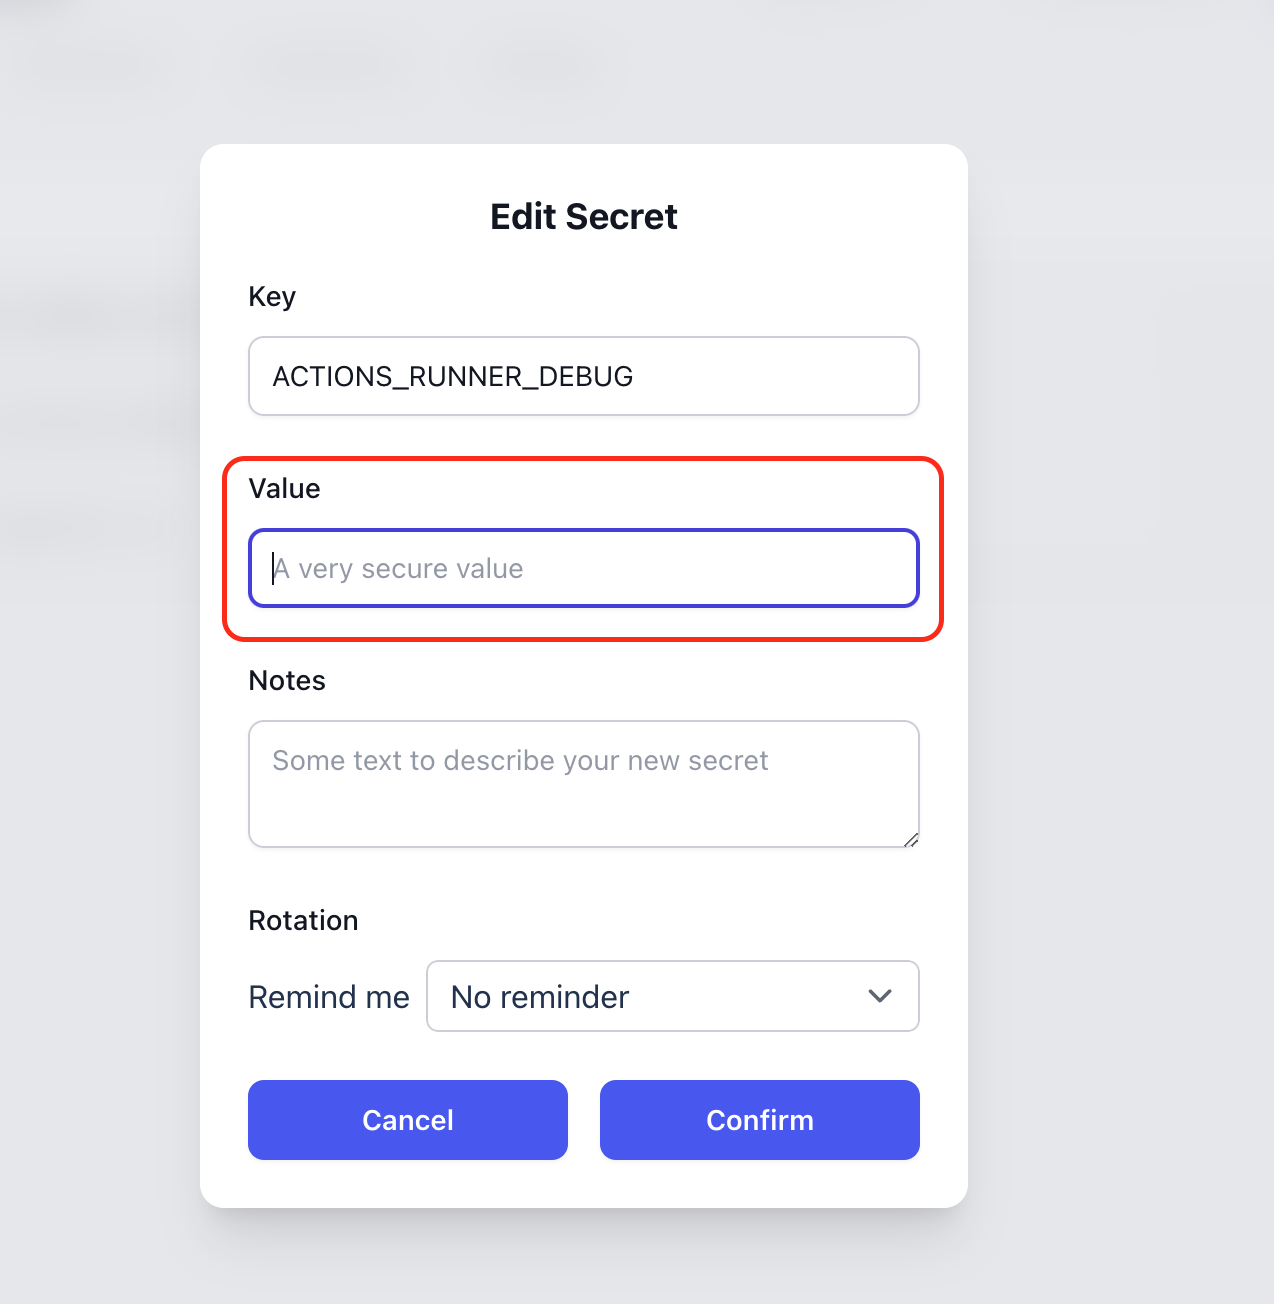 Edit Secret
Key
ACTIONS_RUNNER_DEBUG
Value
A very secure value
Notes
Some text to describe your new secret
Rotation
Remind me No reminder
Cancel Confirm